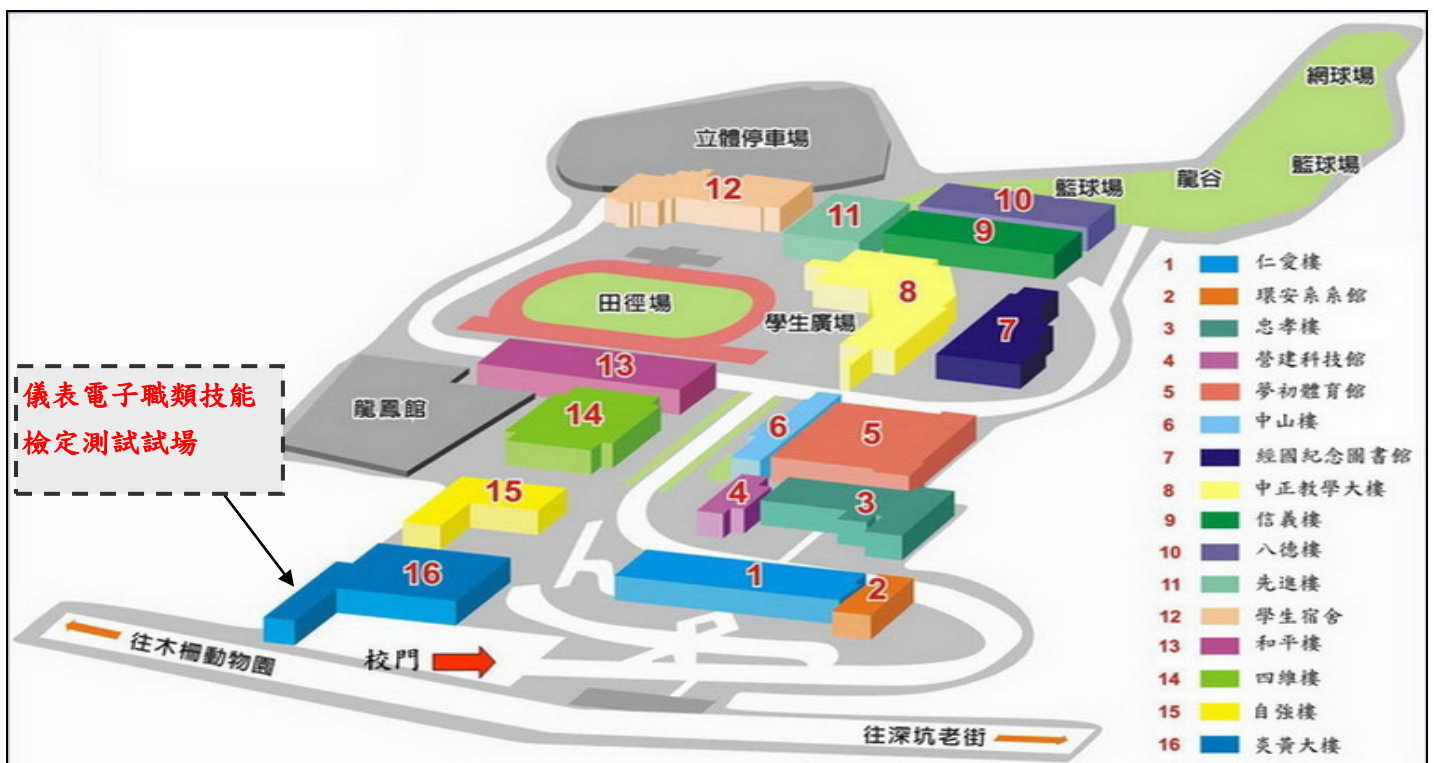 網球場
立體停車場
籃球場
龍谷
籃球場
12
11
10
9
田徑場
學生廣場
8
7
儀表電子職類技能
檢定測試試場
龍鳳館
13
14
6
5
15
4
3
16
1
2
往木柵動物園
校門
往深坑老街
1 仁愛樓
2 環安系系館
3 忠孝樓
4 營建科技館
5 夢初體育館
6 中山樓
7 經國紀念圖書館
8 中正教學大樓
9 信義樓
10 八德樓
11 先進樓
12 學生宿舍
13 和平樓
14 四維樓
15 自強樓
16 炎黃大樓